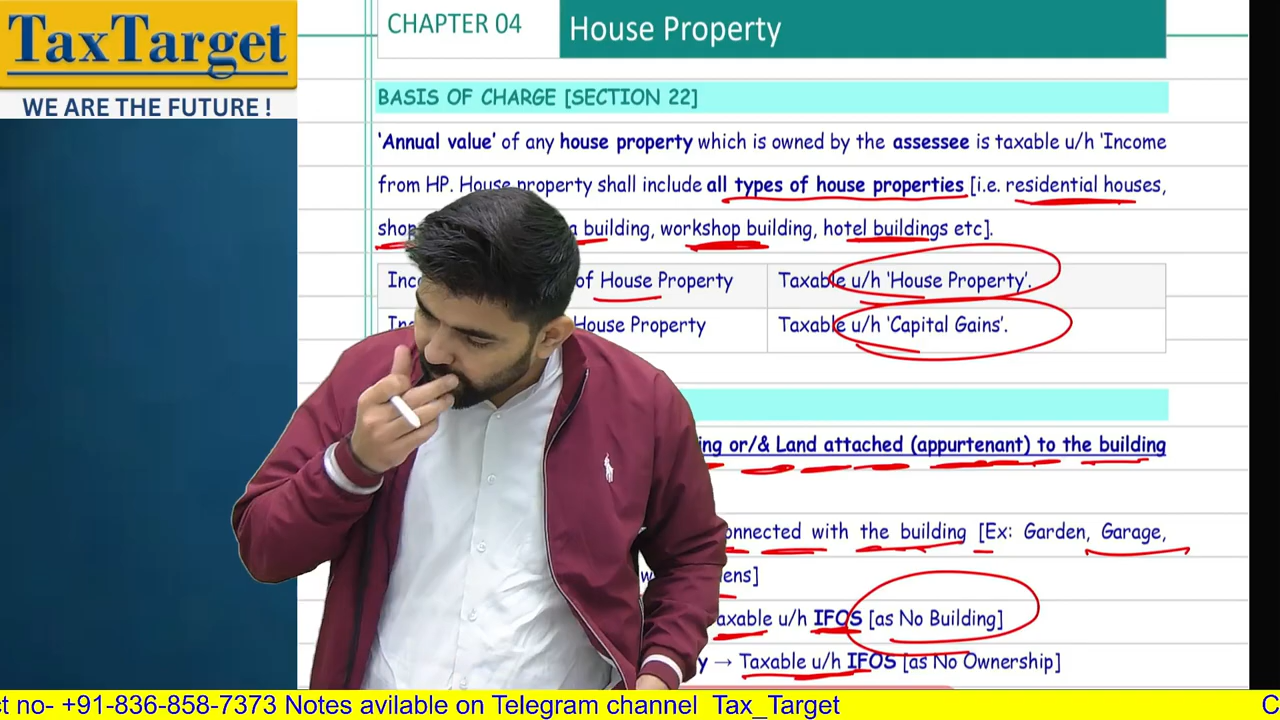 TaxTarget
WE ARE THE FUTURE !
CHAPTER 04
House Property
BASIS OF CHARGE [SECTION 22]
'Annual value' of any house property which is owned by the assessee is taxable u/h 'Income
from HP. House property shall include all types of house properties [i.e. residential houses,
building, workshop building, hotel buildings etc].
of House Property
Taxable u/h 'House Property'.
House Property
Taxable u/h 'Capital Gains'.
or/& Land attached (appurtenant) to the building
with the building [Ex: Garden, Garage,
u/h IFOS [as No Building]
→ Taxable u/h IFOS [as No Ownership]
no- +91-836-858-7373 Notes avilable on Telegram channel Tax_Target